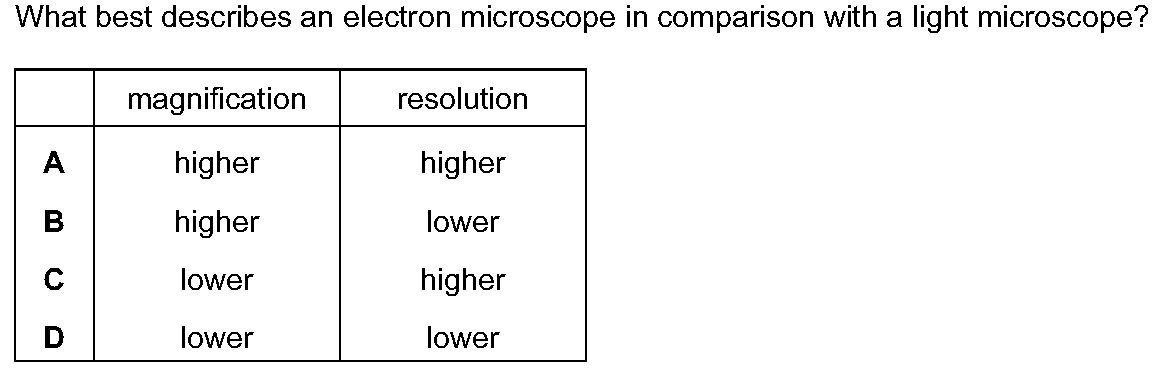 What best describes an electron microscope in comparison with a light microscope?
magnification resolution
A higher higher
B higher lower
C lower higher
D lower lower